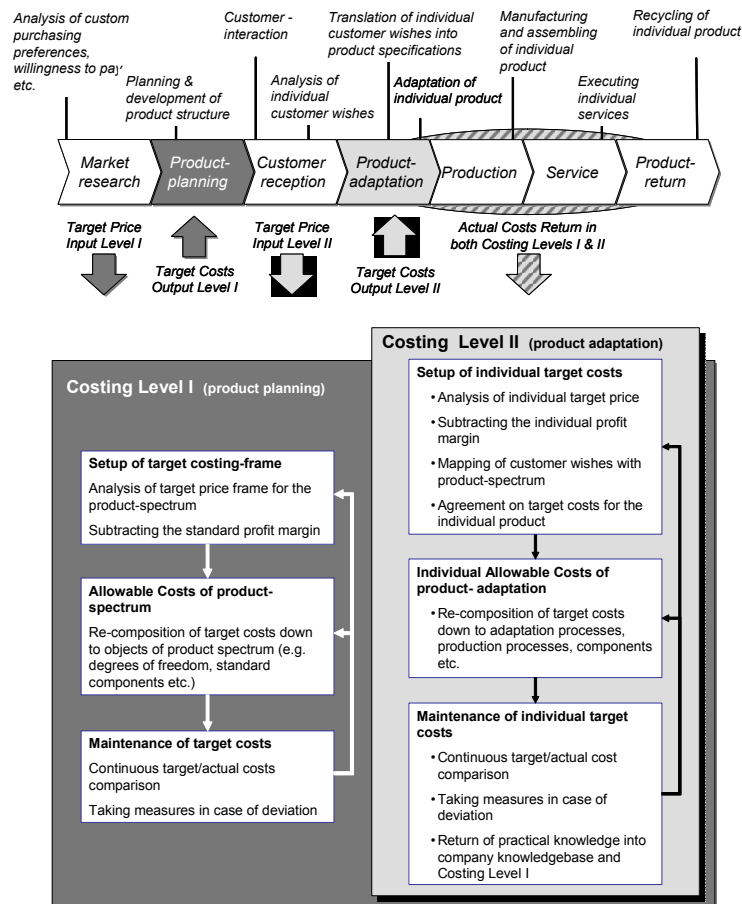 Analysis of custom
purchasing
preferences,
willingness to pay
etc.
Planning &
development of
product structure
Customer -
interaction
Analysis of
individual
customer wishes
Translation of individual
customer wishes into
product specifications
Adaptation of
individual product
Manufacturing
and assembling
of individual
product
Executing
individual
services
Recycling of
individual product
Market
research
Product-
planning
Customer
reception
Product-
adaptation
Production
Service
Product-
return
Target Price
Input Level I
Target Costs
Output Level I
Target Price
Input Level II
Target Costs
Output Level II
Actual Costs Return in
both Costing Levels I & II
Costing Level I (product planning)
Setup of target costing-frame
Analysis of target price frame for the
product-spectrum
Subtracting the standard profit margin
Allowable Costs of product-
spectrum
Re-composition of target costs down
to objects of product spectrum (e.g.
degrees of freedom, standard
components etc.)
Maintenance of target costs
Continuous target/actual costs
comparison
Taking measures in case of deviation
Costing Level II (product adaptation)
Setup of individual target costs
• Analysis of individual target price
• Subtracting the individual profit
margin
• Mapping of customer wishes with
product-spectrum
• Agreement on target costs for the
individual product
Individual Allowable Costs of
product- adaptation
• Re-composition of target costs
down to adaptation processes,
production processes, components
etc.
Maintenance of individual target
costs
• Continuous target/actual cost
comparison
• Taking measures in case of
deviation
• Return of practical knowledge into
company knowledgebase and
Costing Level I